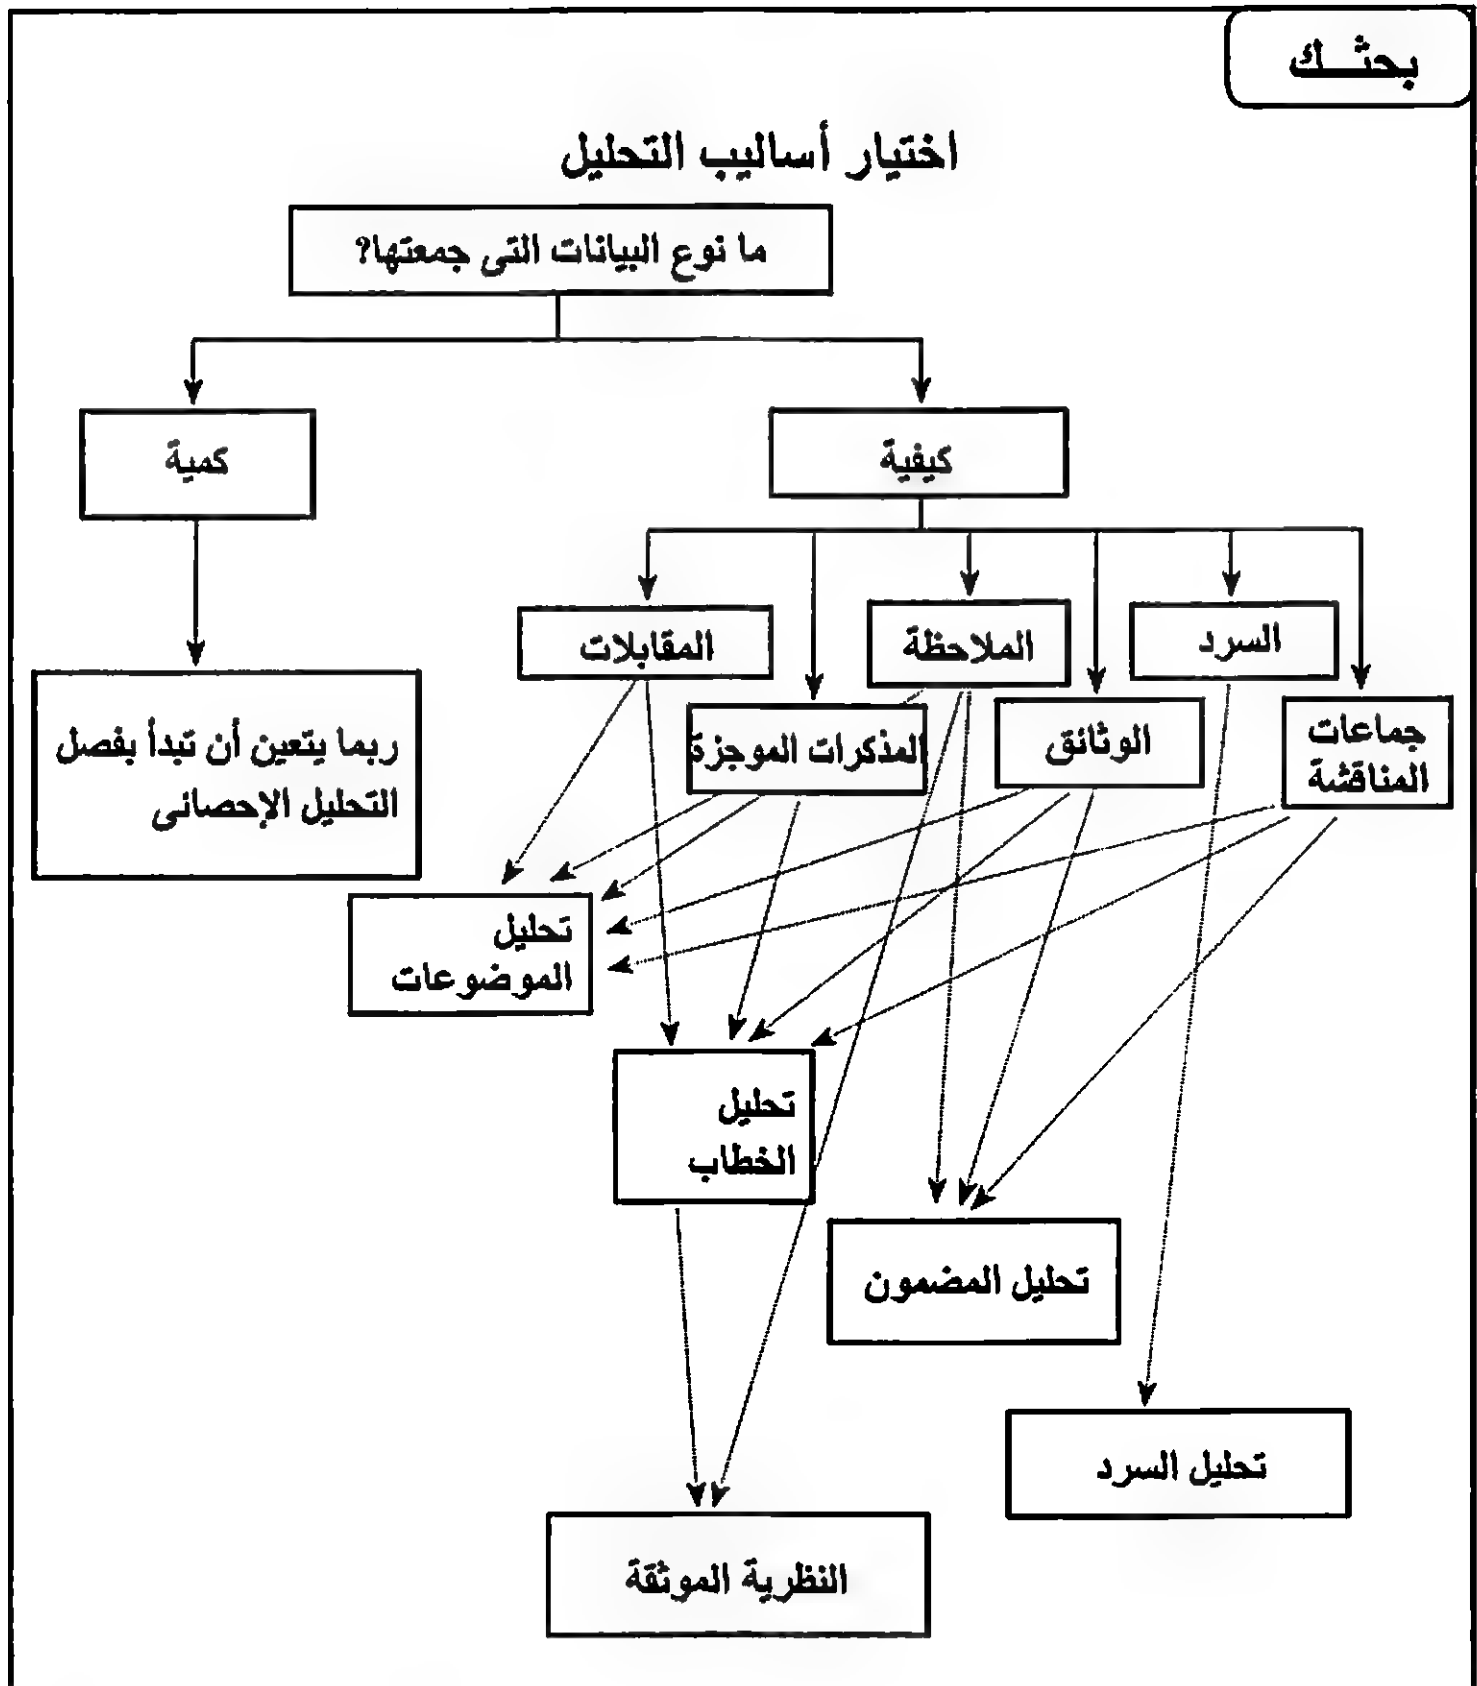 بحثـــك
اختيار أساليب التحليل
ما نوع البيانات التى جمعتها؟
كيفية
كمية
السرد
الملاحظة
المقابلات
جماعات
المناقشة
الوثائق
المذكرات الموجزة
ربما يتعين أن تبدأ بفصل
التحليل الإحصائى
تحليل
الموضوعات
تحليل
الخطاب
تحليل المضمون
تحليل السرد
النظرية الموثقة